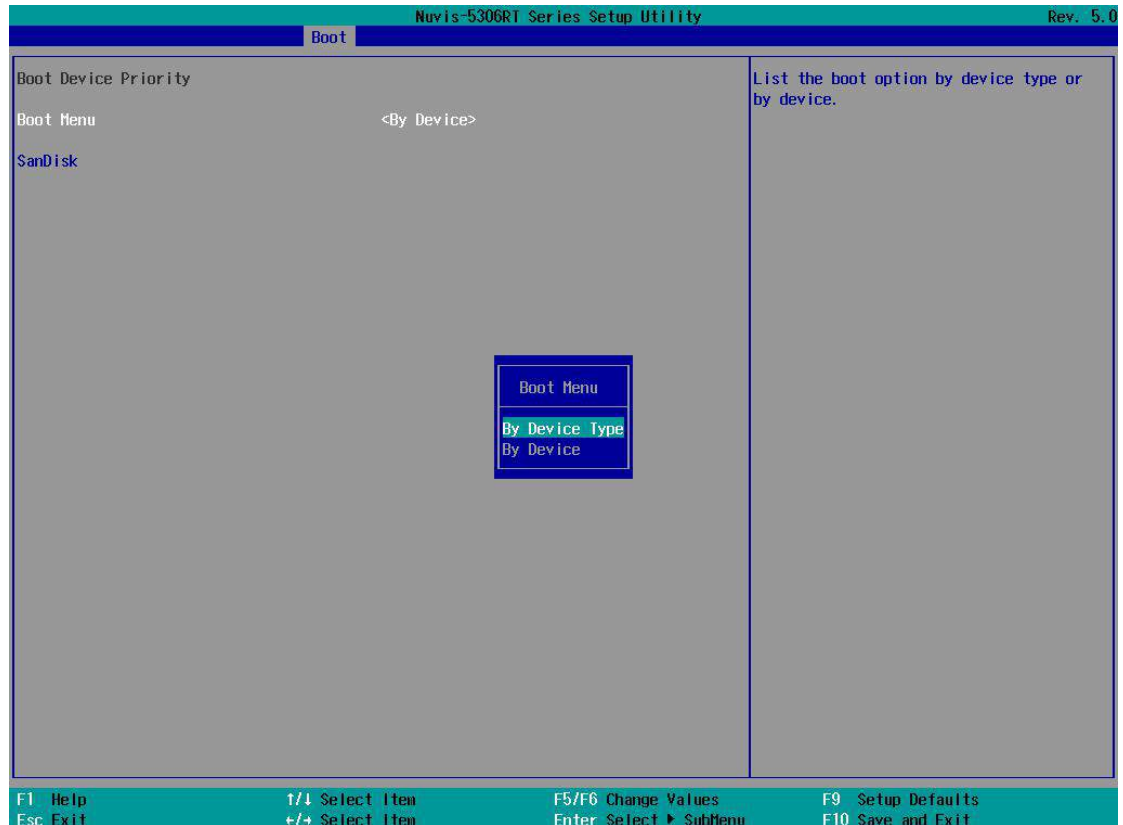 Nuvis-5306RT Series Setup Utility Rev. 5.0
Boot
Boot Device Priority
Boot Menu <By Device>
SanDisk
List the boot option by device type or
by device.
Boot Menu
By Device Type
By Device
F1 Help ↑/↓ Select Item F5/F6 Change Values F9 Setup Defaults
Esc Exit ←/→ Select Item Enter Select ▶ SubMenu F10 Save and Exit